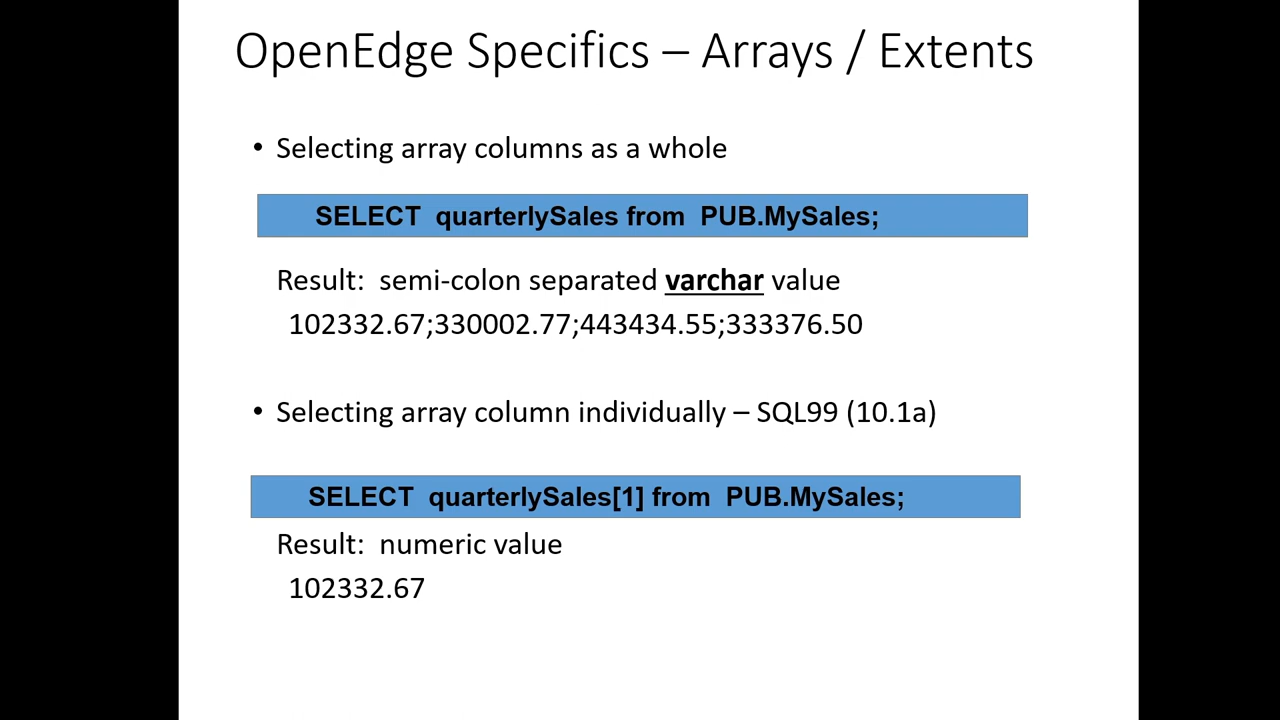 OpenEdge Specifics – Arrays / Extents
• Selecting array columns as a whole
SELECT quarterlySales from PUB.MySales;
Result: semi-colon separated varchar value
102332.67;330002.77;443434.55;333376.50
• Selecting array column individually – SQL99 (10.1a)
SELECT quarterlySales[1] from PUB.MySales;
Result: numeric value
102332.67